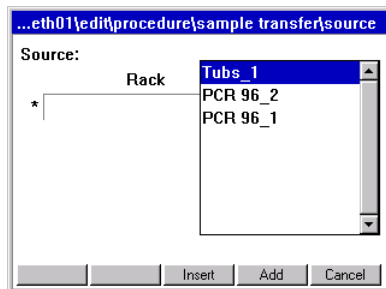 ...eth01\edit\procedure\sample transfer\source
Source:
Rack
*
Tubs_1
PCR 96_2
PCR 96_1
Insert Add Cancel